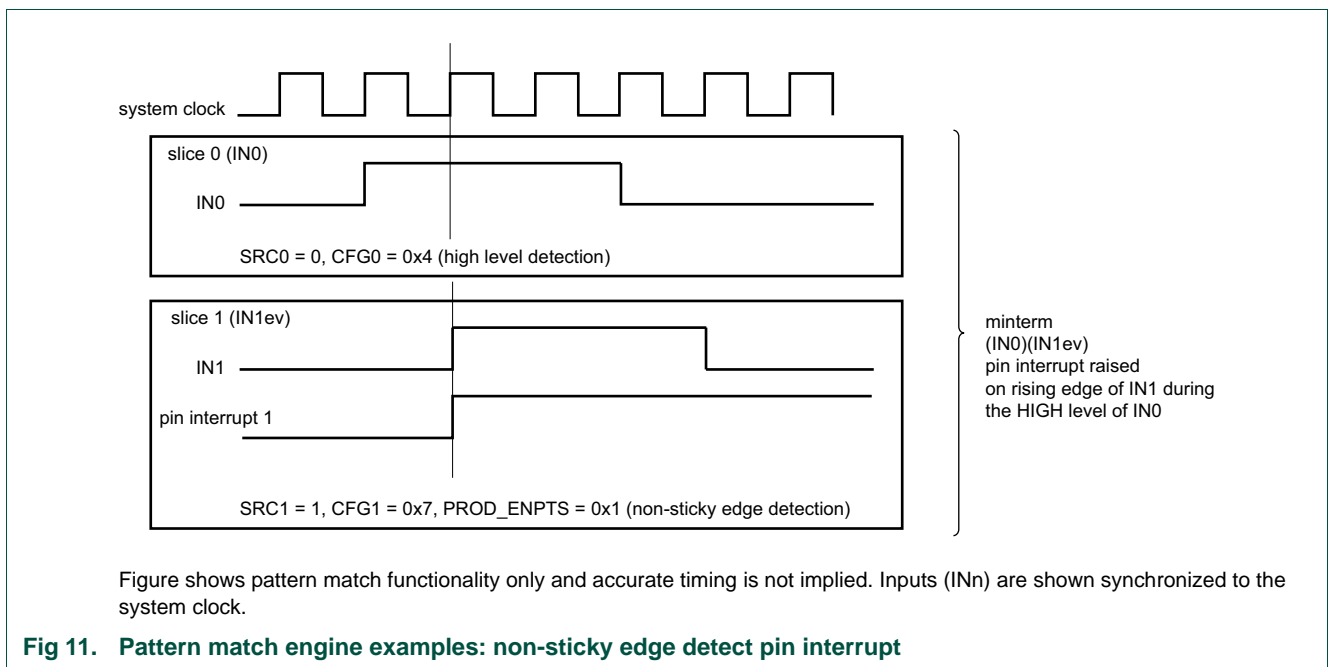 system clock
slice 0 (IN0)
IN0
SRC0 = 0, CFG0 = 0x4 (high level detection)
slice 1 (IN1ev)
IN1
pin interrupt 1
SRC1 = 1, CFG1 = 0x7, PROD_ENPTS = 0x1 (non-sticky edge detection)
minterm
(IN0)(IN1ev)
pin interrupt raised
on rising edge of IN1 during
the HIGH level of IN0
Figure shows pattern match functionality only and accurate timing is not implied. Inputs (INn) are shown synchronized to the
system clock.
Fig 11. Pattern match engine examples: non-sticky edge detect pin interrupt